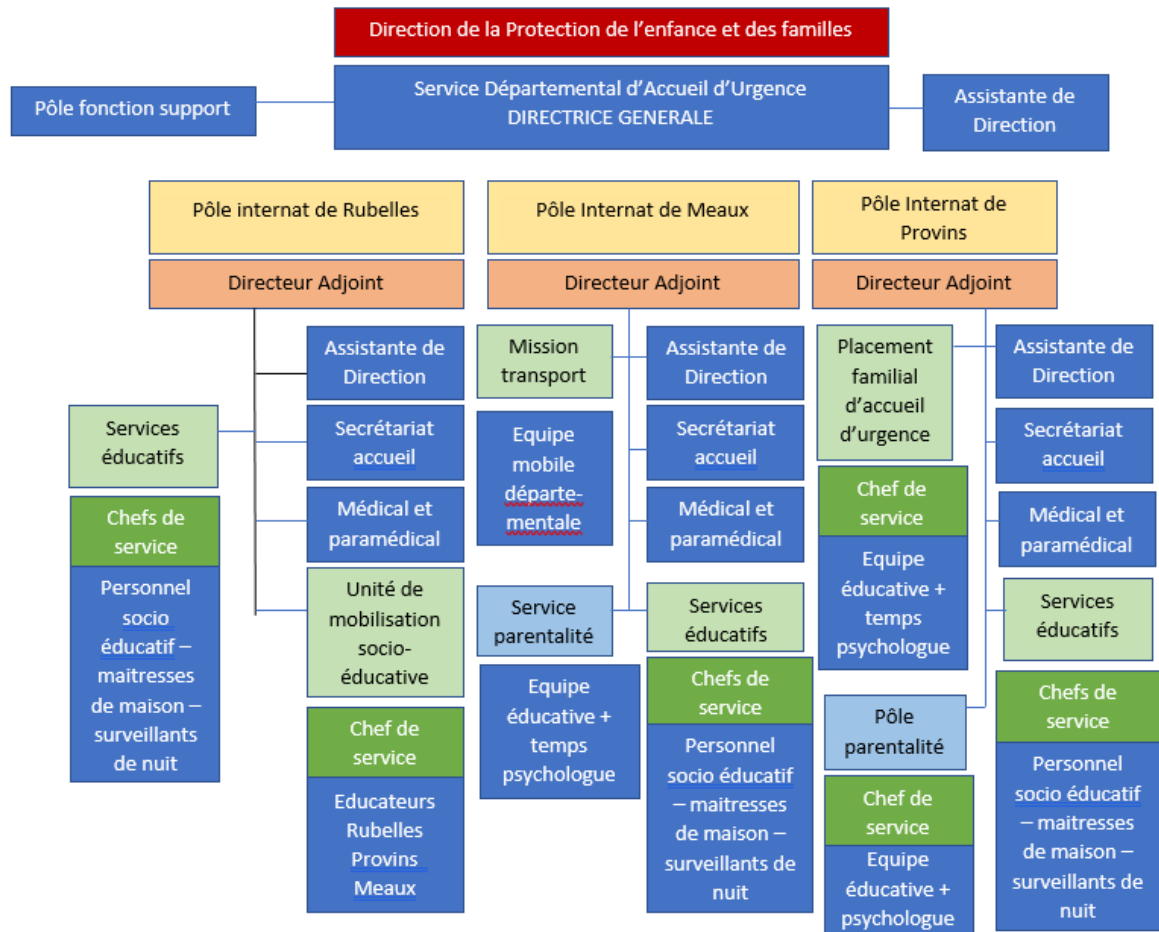 Direction de la Protection de l’enfance et des familles
Pôle fonction support
Service Départemental d’Accueil d’Urgence
DIRECTRICE GENERALE
Assistante de
Direction
Pôle internat de Rubelles
Directeur Adjoint
Services
éducatifs
Chefs de
service
Personnel
socio
éducatif –
maitresses
de maison –
surveillants
de nuit
Assistante de
Direction
Secrétariat
accueil
Médical et
paramédical
Unité de
mobilisation
socio-
éducative
Chef de
service
Educateurs
Rubelles
Provins
Meaux
Pôle Internat de Meaux
Directeur Adjoint
Mission
transport
Equipe
mobile
départe-
mentale
Service
parentalité
Equipe
éducative +
temps
psychologue
Assistante de
Direction
Secrétariat
accueil
Médical et
paramédical
Services
éducatifs
Chefs de
service
Personnel
socio éducatif
– maitresses
de maison –
surveillants de
nuit
Pôle Internat de
Provins
Directeur Adjoint
Placement
familial
d’accueil
d’urgence
Chef de
service
Equipe
éducative +
temps
psychologue
Pôle
parentalité
Chef de
service
Equipe
éducative +
psychologue
Assistante de
Direction
Secrétariat
accueil
Médical et
paramédical
Services
éducatifs
Chefs de
service
Personnel
socio éducatif
– maitresses
de maison –
surveillants de
nuit